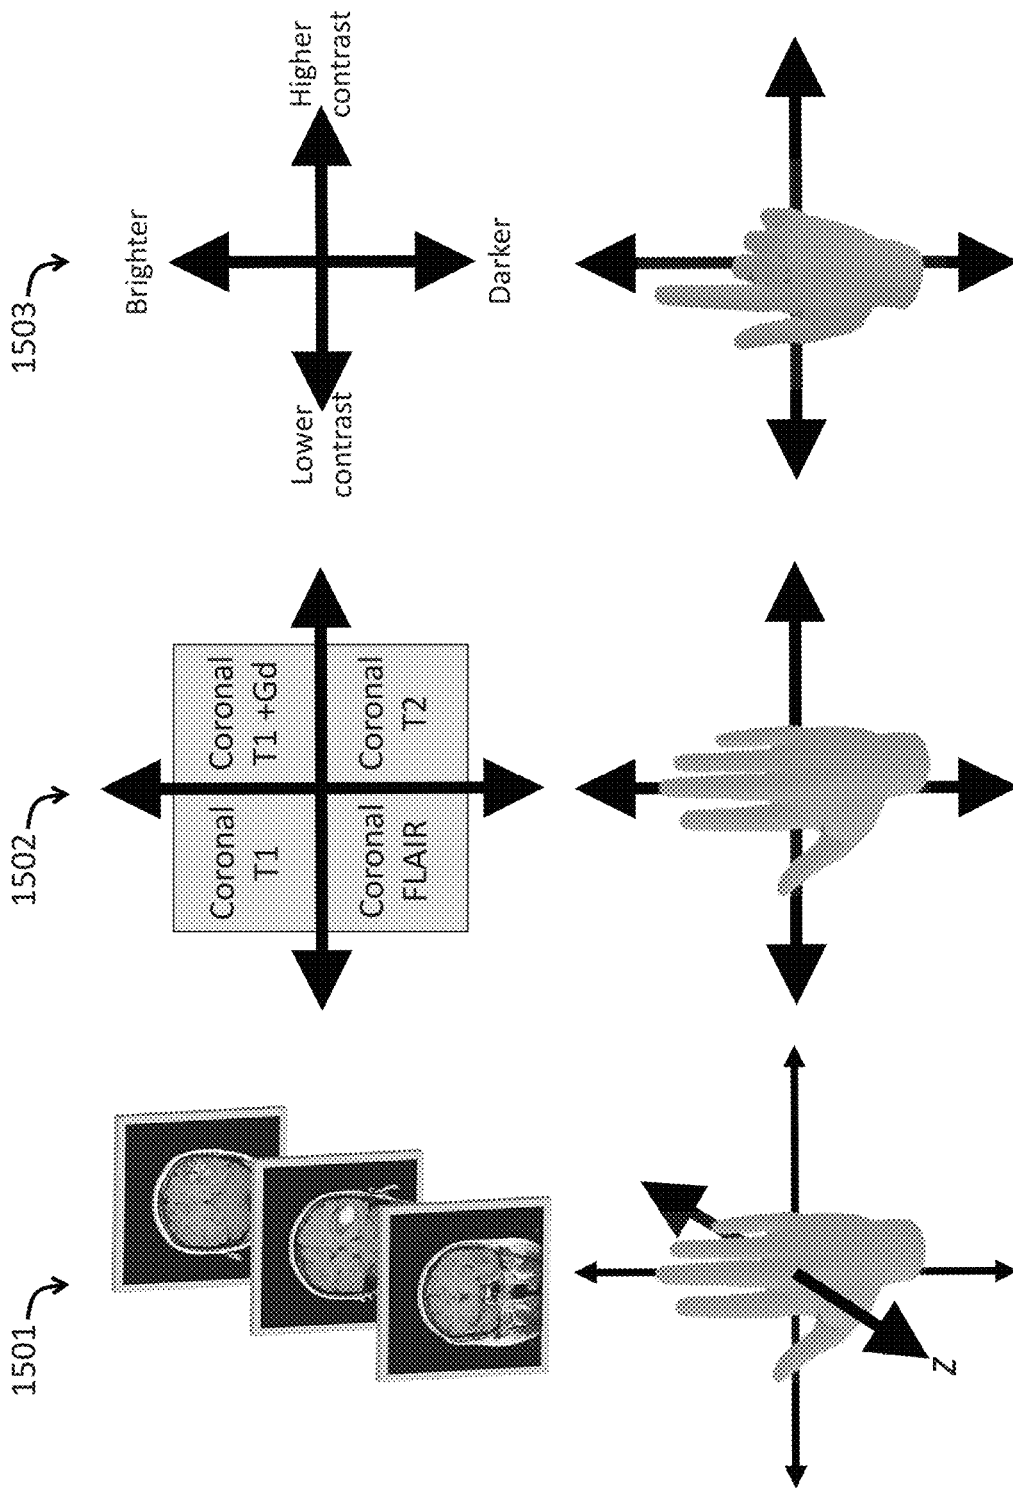 1501
1502
1503
Coronal
T1
Coronal
T1 +Gd
Coronal
FLAIR
Coronal
T2
Brighter
Lower
contrast
Higher
contrast
Darker
Z